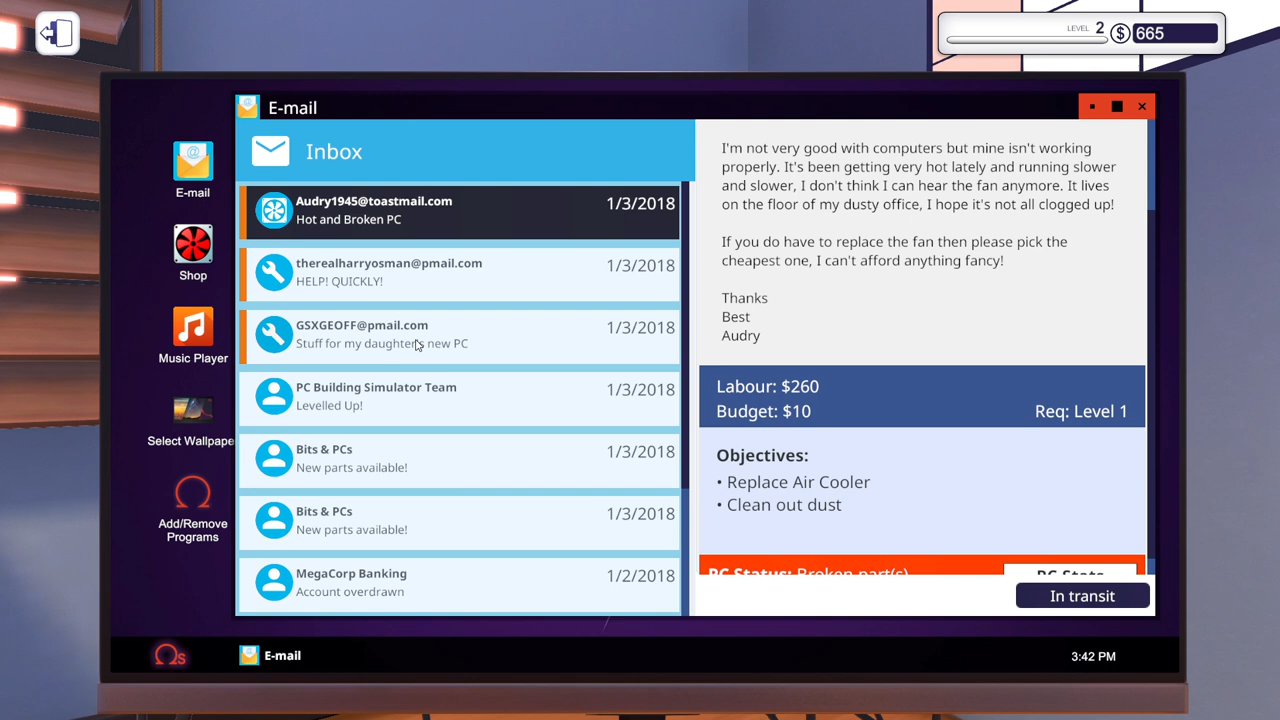 LEVEL 2 $ 665
E-mail
Inbox
Audry1945@toastmail.com
Hot and Broken PC
1/3/2018
therealharryosman@pmail.com
HELP! QUICKLY!
1/3/2018
GSXGEOFF@pmail.com
Stuff for my daughters new PC
1/3/2018
PC Building Simulator Team
Levelled Up!
1/3/2018
Bits & PCs
New parts available!
1/3/2018
Bits & PCs
New parts available!
1/3/2018
MegaCorp Banking
Account overdrawn
1/2/2018
I'm not very good with computers but mine isn't working
properly. It's been getting very hot lately and running slower
and slower, I don't think I can hear the fan anymore. It lives
on the floor of my dusty office, I hope it's not all clogged up!
If you do have to replace the fan then please pick the
cheapest one, I can't afford anything fancy!
Thanks
Best
Audry
Labour: $260
Budget: $10
Req: Level 1
Objectives:
• Replace Air Cooler
• Clean out dust
PC Status: Broken part(s)
PC Stats
In transit
E-mail
Shop
Music Player
Select Wallpape
Add/Remove
Programs
Ωs
E-mail
3:42 PM